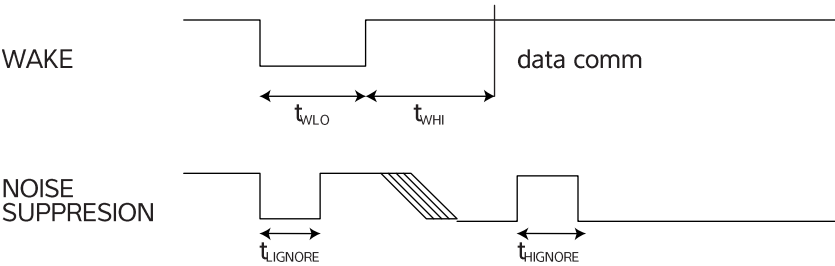 WAKE
data comm
tWLO
tWHI
NOISE
SUPPRESION
tLIGNORE
tHIGNORE